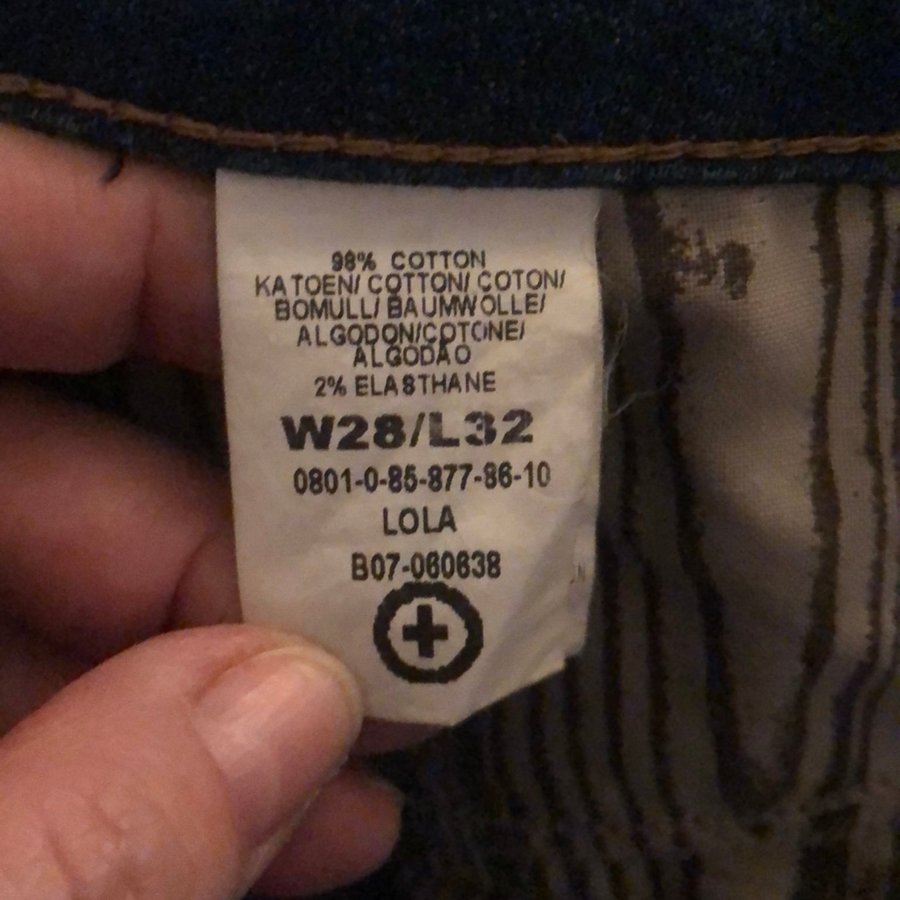 98% COTTON
KATOEN/ COTTON/ COTON/
BOMULL/ BAUMWOLLE/
ALGODON/COTONE/
ALGODAO
2% ELASTHANE
W28/L32
0801-0-85-877-86-10
LOLA
B07-060638